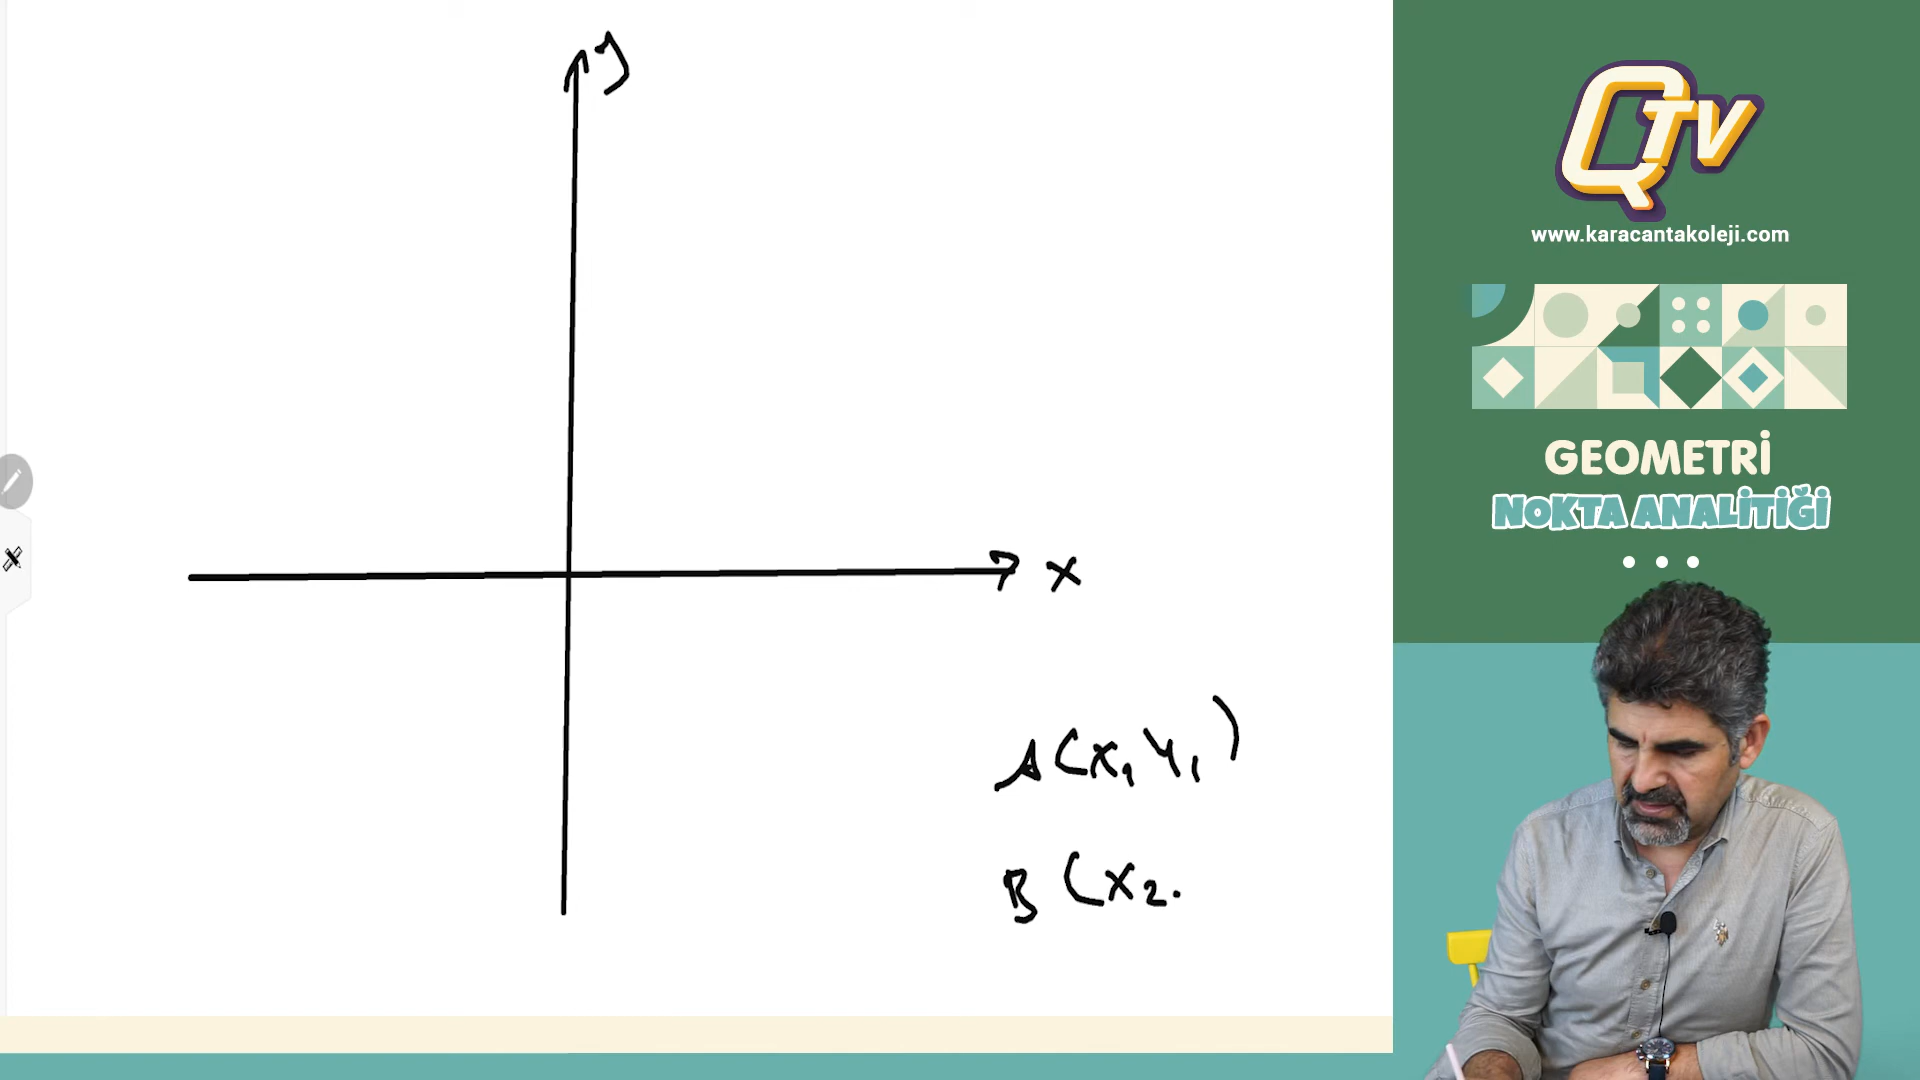 y
x
A(x₁ y₁)
B(x₂.
QTV
www.karacantakoleji.com
GEOMETRİ
NOKTA ANALİTİĞİ